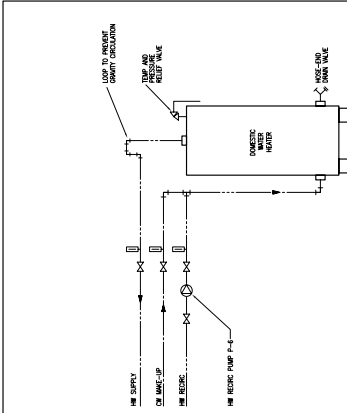 LOOP TO PREVENT
GRAVITY CIRCULATION
TEMP AND
PRESSURE
RELIEF VALVE
HOSE-END
DRAIN VALVE
DOMESTIC
WATER
HEATER
HW SUPPLY
CW MAKE-UP
HW RECIRC
HW RECIRC PUMP P-6